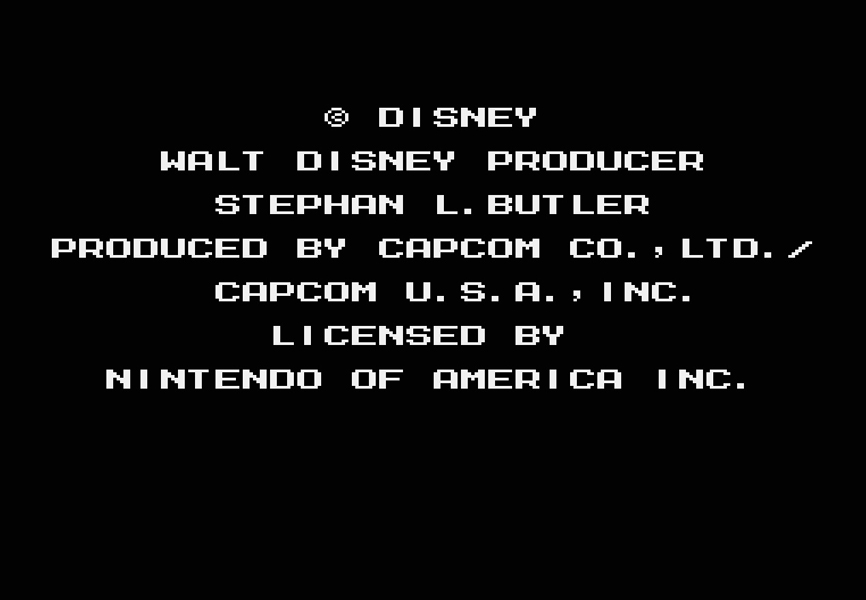 © DISNEY
WALT DISNEY PRODUCER
STEPHAN L.BUTLER
PRODUCED BY CAPCOM CO.,LTD./
CAPCOM U.S.A.,INC.
LICENSED BY
NINTENDO OF AMERICA INC.